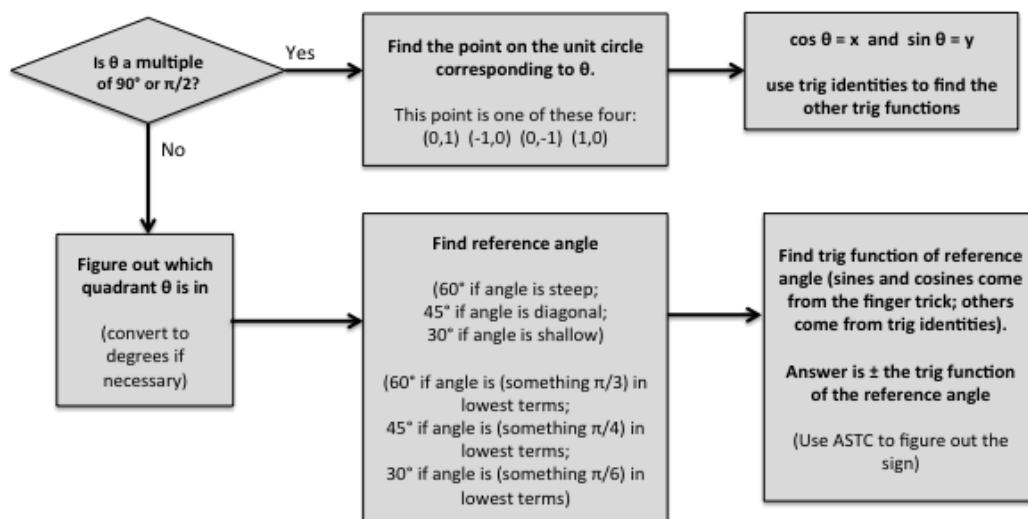 Is θ a multiple
of 90° or π/2?
Yes
Find the point on the unit circle
corresponding to θ.
This point is one of these four:
(0,1) (-1,0) (0,-1) (1,0)
cos θ = x and sin θ = y
use trig identities to find the
other trig functions
No
Figure out which
quadrant θ is in
(convert to
degrees if
necessary)
Find reference angle
(60° if angle is steep;
45° if angle is diagonal;
30° if angle is shallow)
(60° if angle is (something π/3) in
lowest terms;
45° if angle is (something π/4) in
lowest terms;
30° if angle is (something π/6) in
lowest terms)
Find trig function of reference
angle (sines and cosines come
from the finger trick; others
come from trig identities).
Answer is ± the trig function
of the reference angle
(Use ASTC to figure out the
sign)